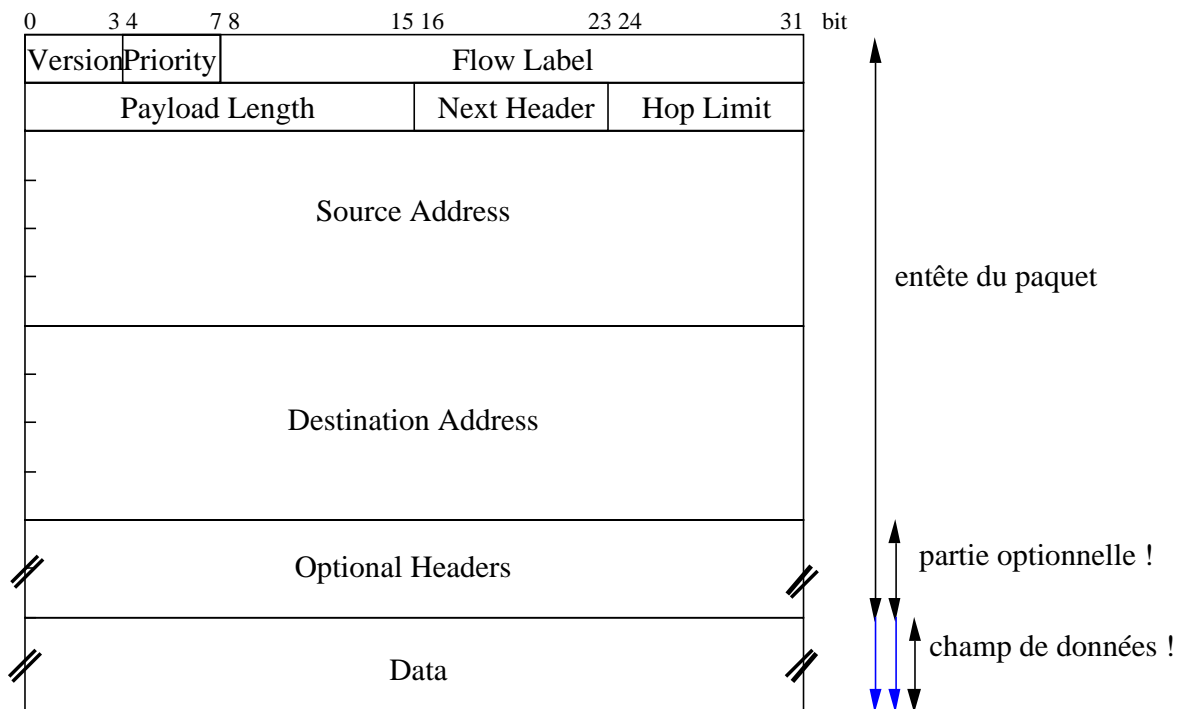 0 3 4 7 8 15 16 23 24 31 bit
Version Priority Flow Label
Payload Length Next Header Hop Limit
Source Address
entête du paquet
Destination Address
Optional Headers
partie optionnelle !
champ de données !
Data